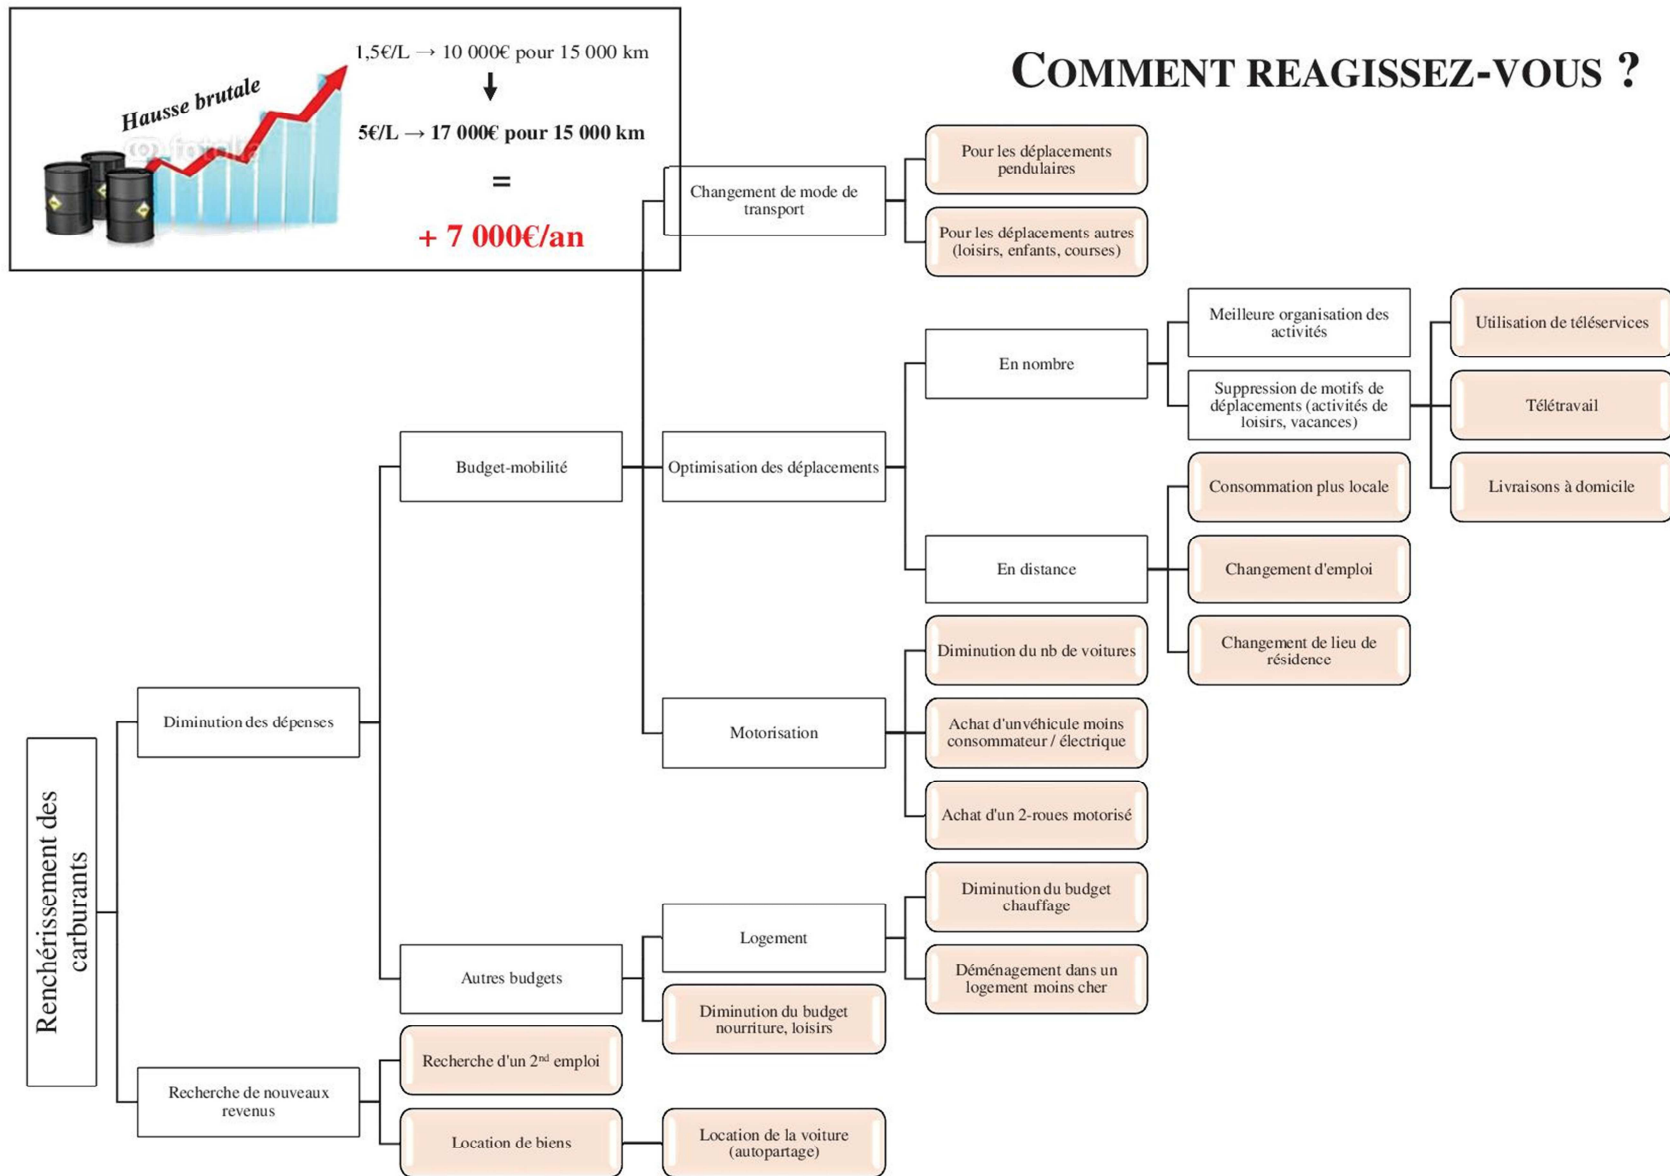 1,5€/L → 10 000€ pour 15 000 km
Hausse brutale
5€/L → 17 000€ pour 15 000 km
=
+ 7 000€/an
fotolia
COMMENT REAGISSEZ-VOUS ?
Renchérissement des
carburants
Diminution des dépenses
Recherche de nouveaux
revenus
Budget-mobilité
Autres budgets
Recherche d'un 2nd emploi
Location de biens
Changement de mode de
transport
Optimisation des déplacements
Motorisation
Logement
Diminution du budget
nourriture, loisirs
Location de la voiture
(autopartage)
Pour les déplacements
pendulaires
Pour les déplacements autres
(loisirs, enfants, courses)
En nombre
En distance
Diminution du nb de voitures
Achat d'unvéhicule moins
consommateur / électrique
Achat d'un 2-roues motorisé
Diminution du budget
chauffage
Déménagement dans un
logement moins cher
Meilleure organisation des
activités
Suppression de motifs de
déplacements (activités de
loisirs, vacances)
Consommation plus locale
Changement d'emploi
Changement de lieu de
résidence
Utilisation de téléservices
Télétravail
Livraisons à domicile